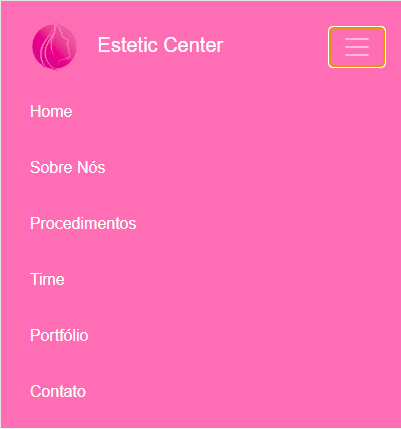 Estetic Center
Home
Sobre Nós
Procedimentos
Time
Portfólio
Contato